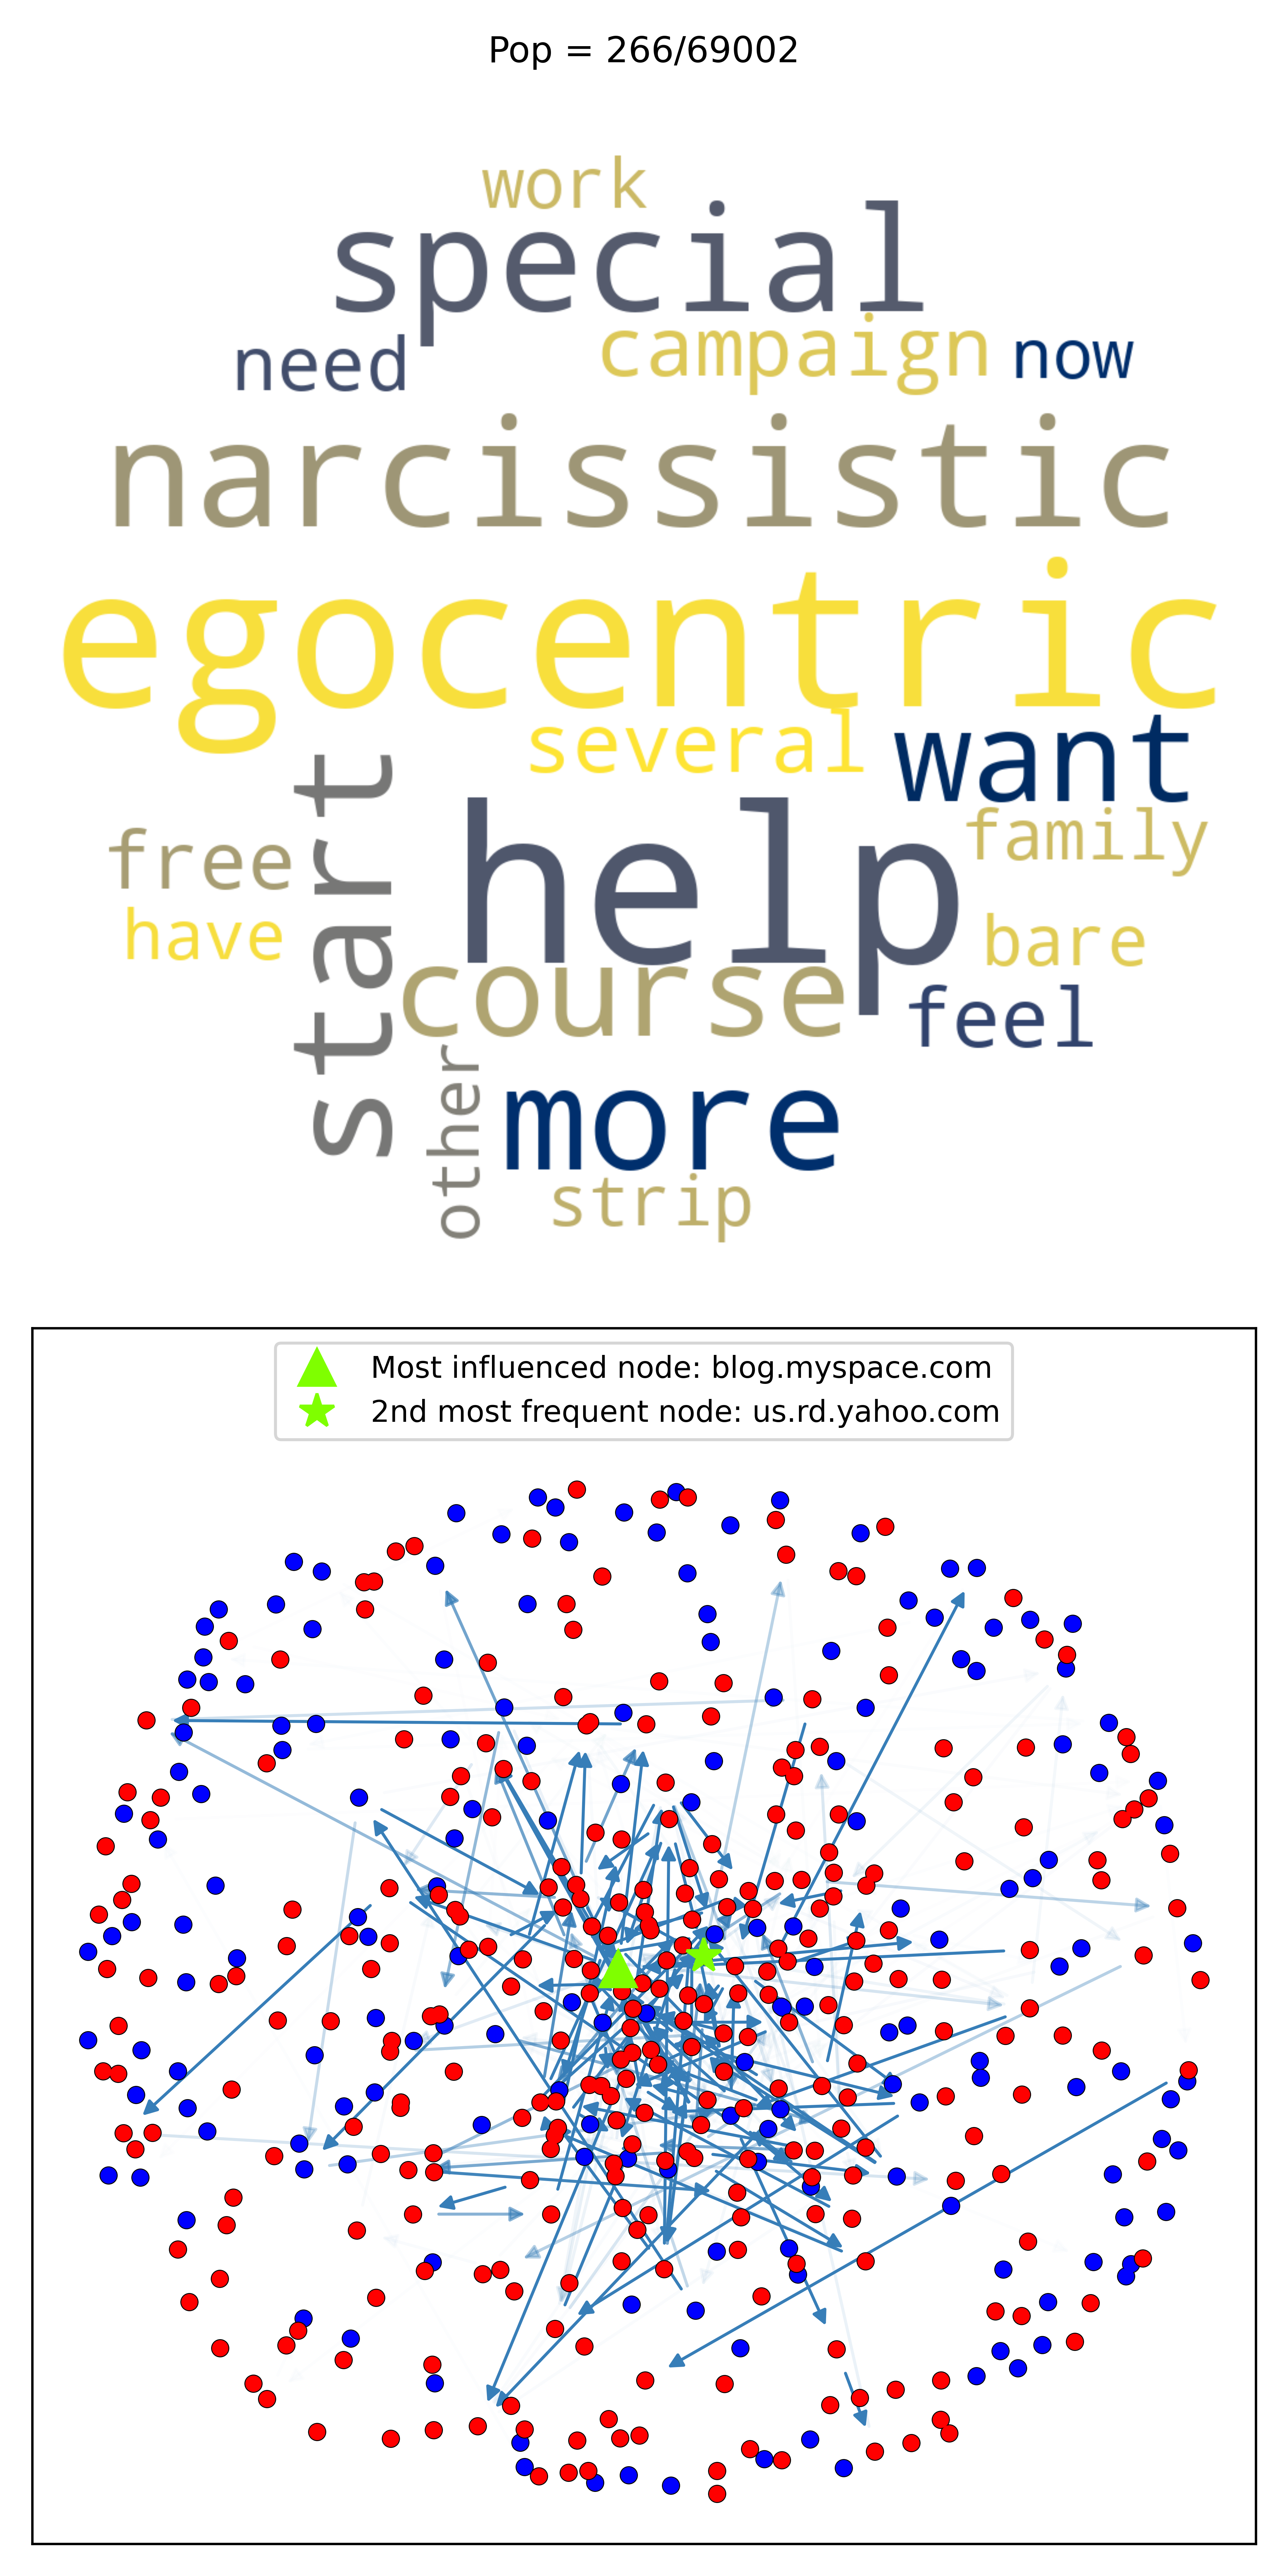 Pop = 266/69002
work
special
need
campaign
now
narcissistic
egocentric
several
want
start
free
help
family
have
bare
course
feel
other
more
strip
Most influenced node: blog.myspace.com
2nd most frequent node: us.rd.yahoo.com